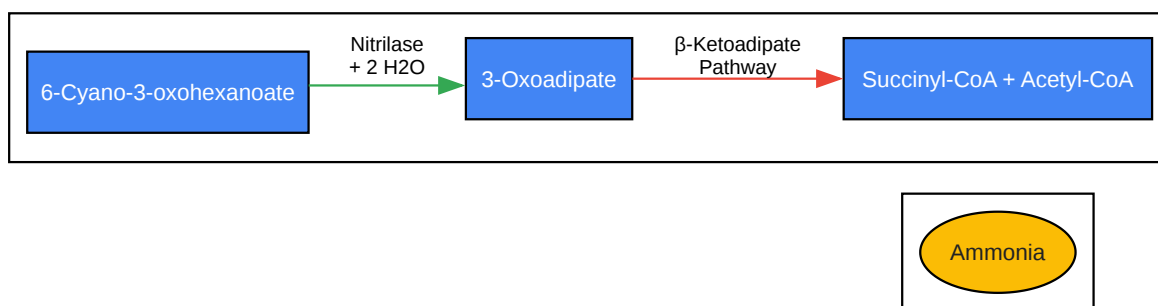 Nitrilase
+ 2 H2O
β-Ketoadipate
Pathway
6-Cyano-3-oxohexanoate
3-Oxoadipate
Succinyl-CoA + Acetyl-CoA
Ammonia